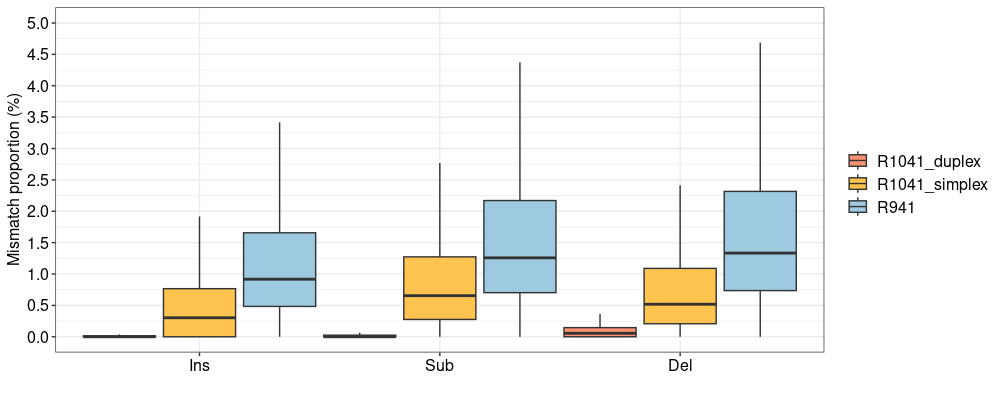 Mismatch proportion (%)
5.0
4.5
4.0
3.5
3.0
2.5
2.0
1.5
1.0
0.5
0.0
Ins
Sub
Del
R1041_duplex
R1041_simplex
R941